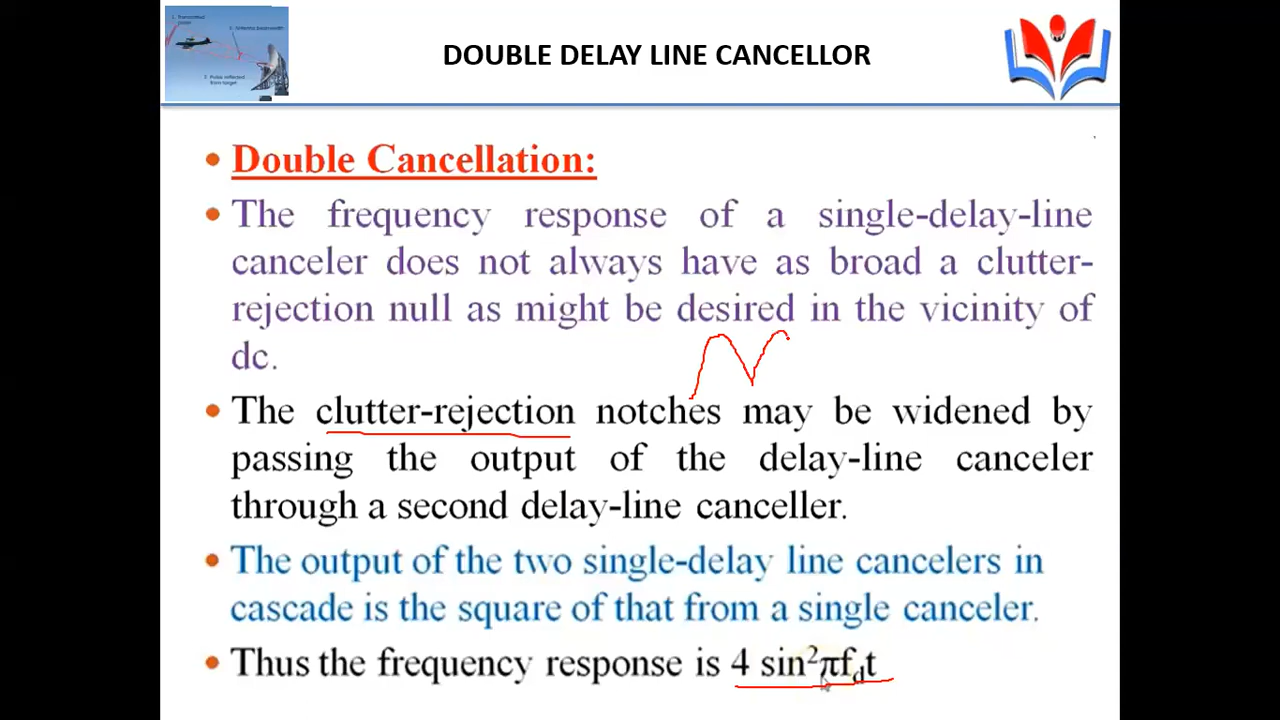 DOUBLE DELAY LINE CANCELLOR
• Double Cancellation:
• The frequency response of a single-delay-line
canceler does not always have as broad a clutter-
rejection null as might be desired in the vicinity of
dc.
• The clutter-rejection notches may be widened by
passing the output of the delay-line canceler
through a second delay-line canceller.
• The output of the two single-delay line cancelers in
cascade is the square of that from a single canceler.
• Thus the frequency response is 4 sin²πf_dt